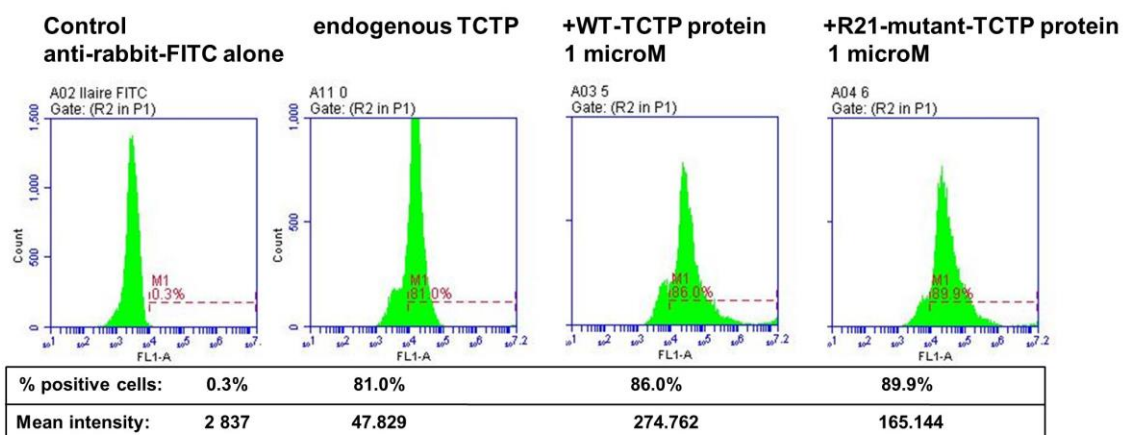 Control
anti-rabbit-FITC alone
endogenous TCTP
+WT-TCTP protein
1 microM
+R21-mutant-TCTP protein
1 microM
A02 Ilaire FITC
Gate: (R2 in P1)
A11 0
Gate: (R2 in P1)
A03 5
Gate: (R2 in P1)
A04 6
Gate: (R2 in P1)
1,500
1,000
500
0
Count
M1
0.3%
1,000
500
0
M1
81.0%
M1
86.0%
M1
89.9%
FL1-A
FL1-A
FL1-A
FL1-A
% positive cells: 0.3% 81.0% 86.0% 89.9%
Mean intensity: 2 837 47.829 274.762 165.144